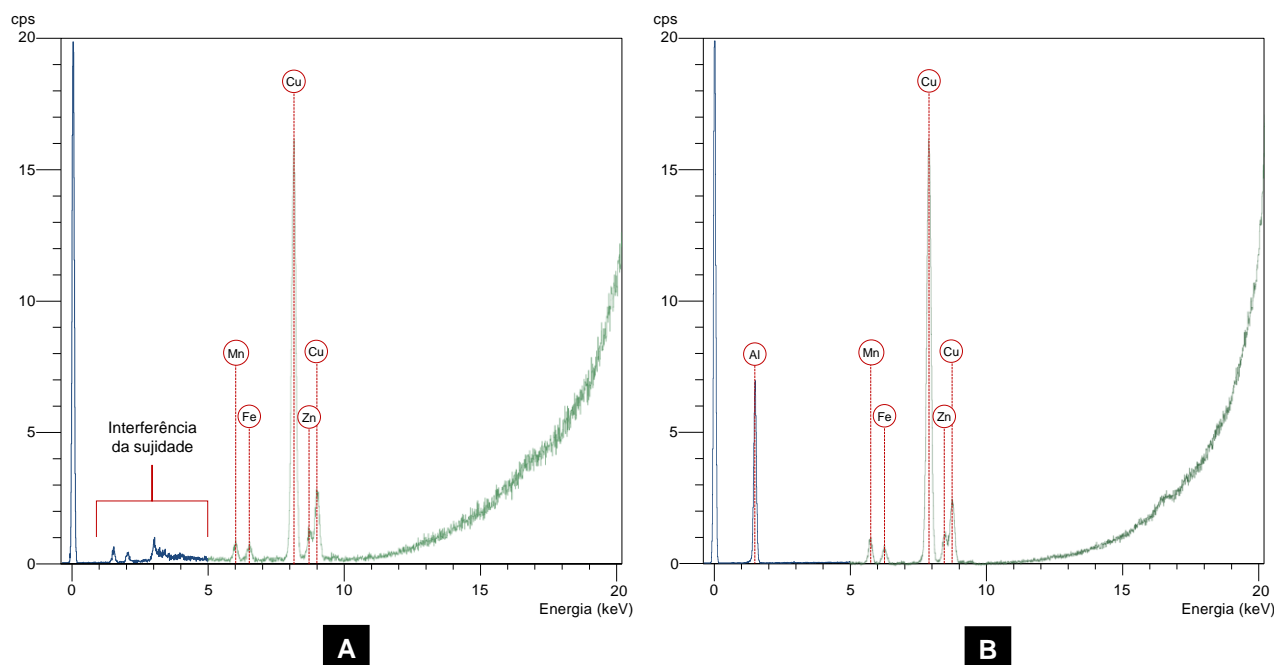 cps
20
15
10
5
0
Cu
Mn
Cu
Fe
Zn
Interferência
da sujidade
0
5
10
15
20
Energia (keV)
A
cps
20
15
10
5
0
Cu
Al
Mn
Cu
Fe
Zn
0
5
10
15
20
Energia (keV)
B